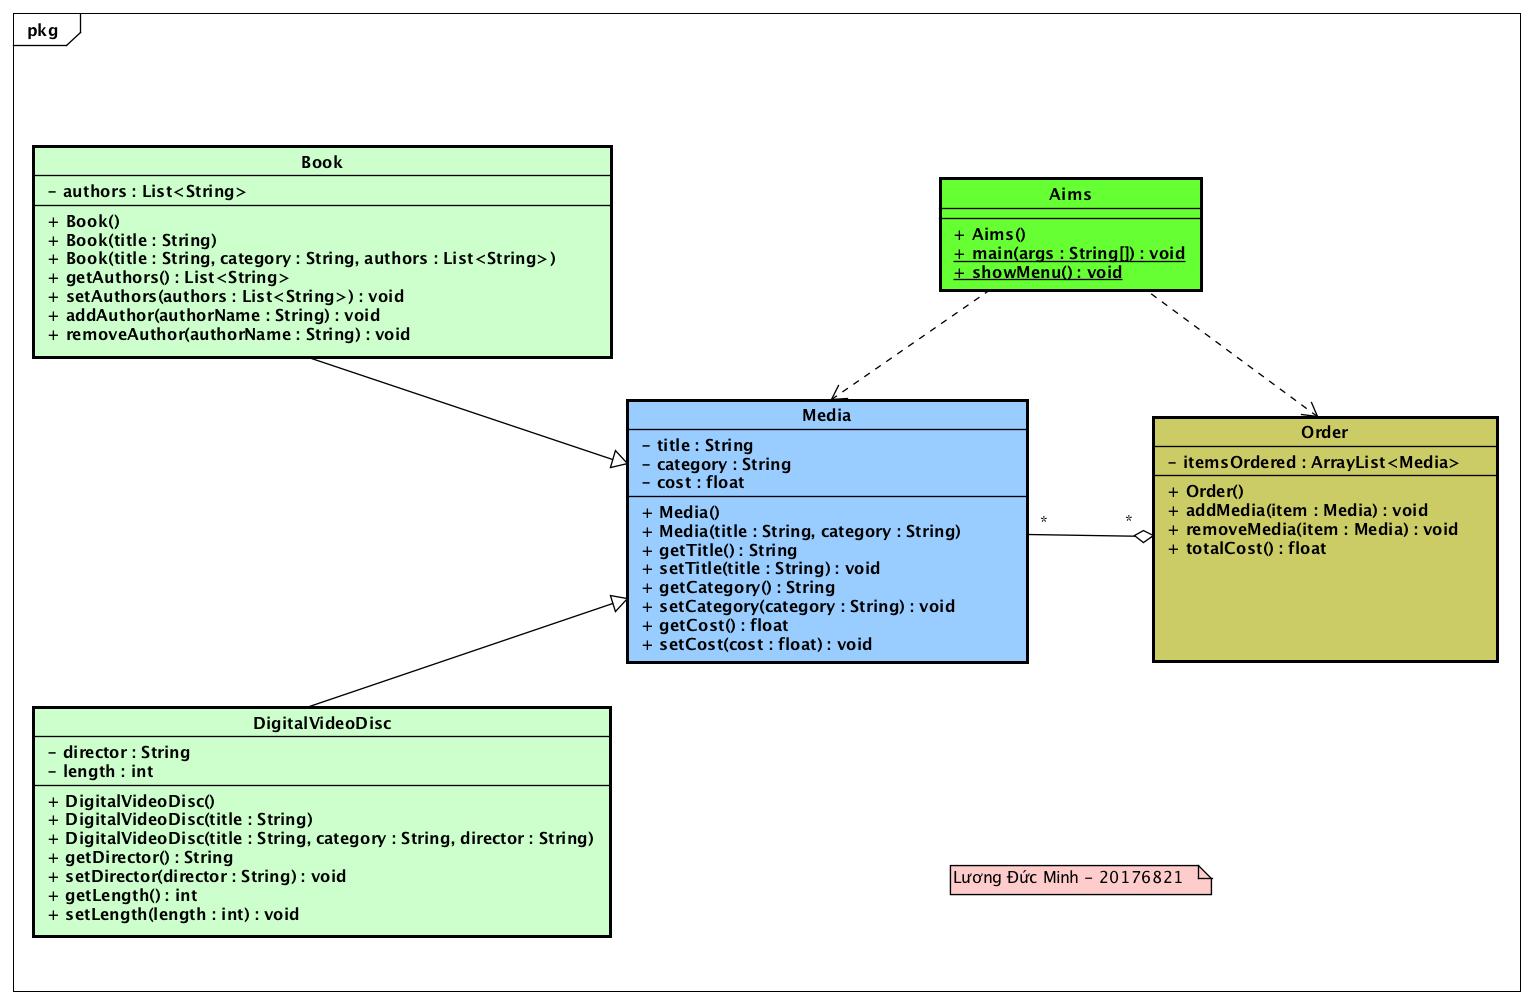 pkg
Book
- authors : List<String>
+ Book()
+ Book(title : String)
+ Book(title : String, category : String, authors : List<String>)
+ getAuthors() : List<String>
+ setAuthors(authors : List<String>) : void
+ addAuthor(authorName : String) : void
+ removeAuthor(authorName : String) : void
Aims
+ Aims()
+ main(args : String[]) : void
+ showMenu() : void
Media
- title : String
- category : String
- cost : float
+ Media()
+ Media(title : String, category : String)
+ getTitle() : String
+ setTitle(title : String) : void
+ getCategory() : String
+ setCategory(category : String) : void
+ getCost() : float
+ setCost(cost : float) : void
* *
Order
- itemsOrdered : ArrayList<Media>
+ Order()
+ addMedia(item : Media) : void
+ removeMedia(item : Media) : void
+ totalCost() : float
DigitalVideoDisc
- director : String
- length : int
+ DigitalVideoDisc()
+ DigitalVideoDisc(title : String)
+ DigitalVideoDisc(title : String, category : String, director : String)
+ getDirector() : String
+ setDirector(director : String) : void
+ getLength() : int
+ setLength(length : int) : void
Lương Đức Minh - 20176821